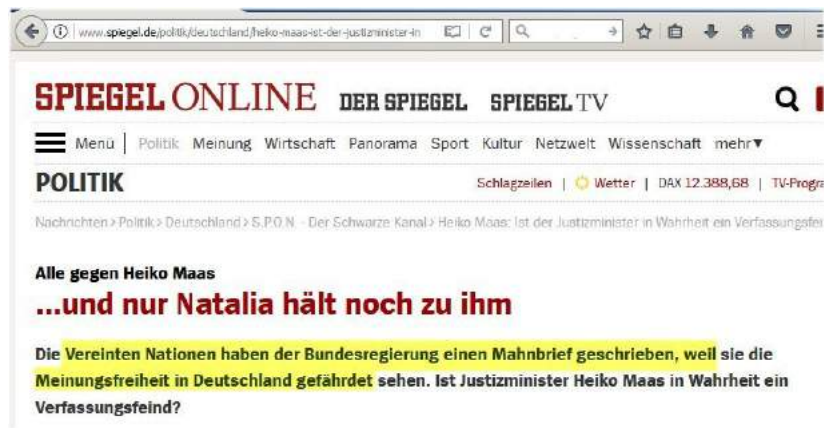 www.spiegel.de/politik/deutschland/heiko-maas-ist-der-justizminister-in
SPIEGEL ONLINE DER SPIEGEL SPIEGEL TV
Menü | Politik Meinung Wirtschaft Panorama Sport Kultur Netzwelt Wissenschaft mehr▼
POLITIK Schlagzeilen | Wetter | DAX 12.388,68 | TV-Progra
Nachrichten > Politik > Deutschland > S.P.O.N. - Der Schwarze Kanal > Heiko Maas: Ist der Justizminister in Wahrheit ein Verfassungsfei
Alle gegen Heiko Maas
...und nur Natalia hält noch zu ihm
Die Vereinten Nationen haben der Bundesregierung einen Mahnbrief geschrieben, weil sie die
Meinungsfreiheit in Deutschland gefährdet sehen. Ist Justizminister Heiko Maas in Wahrheit ein
Verfassungsfeind?